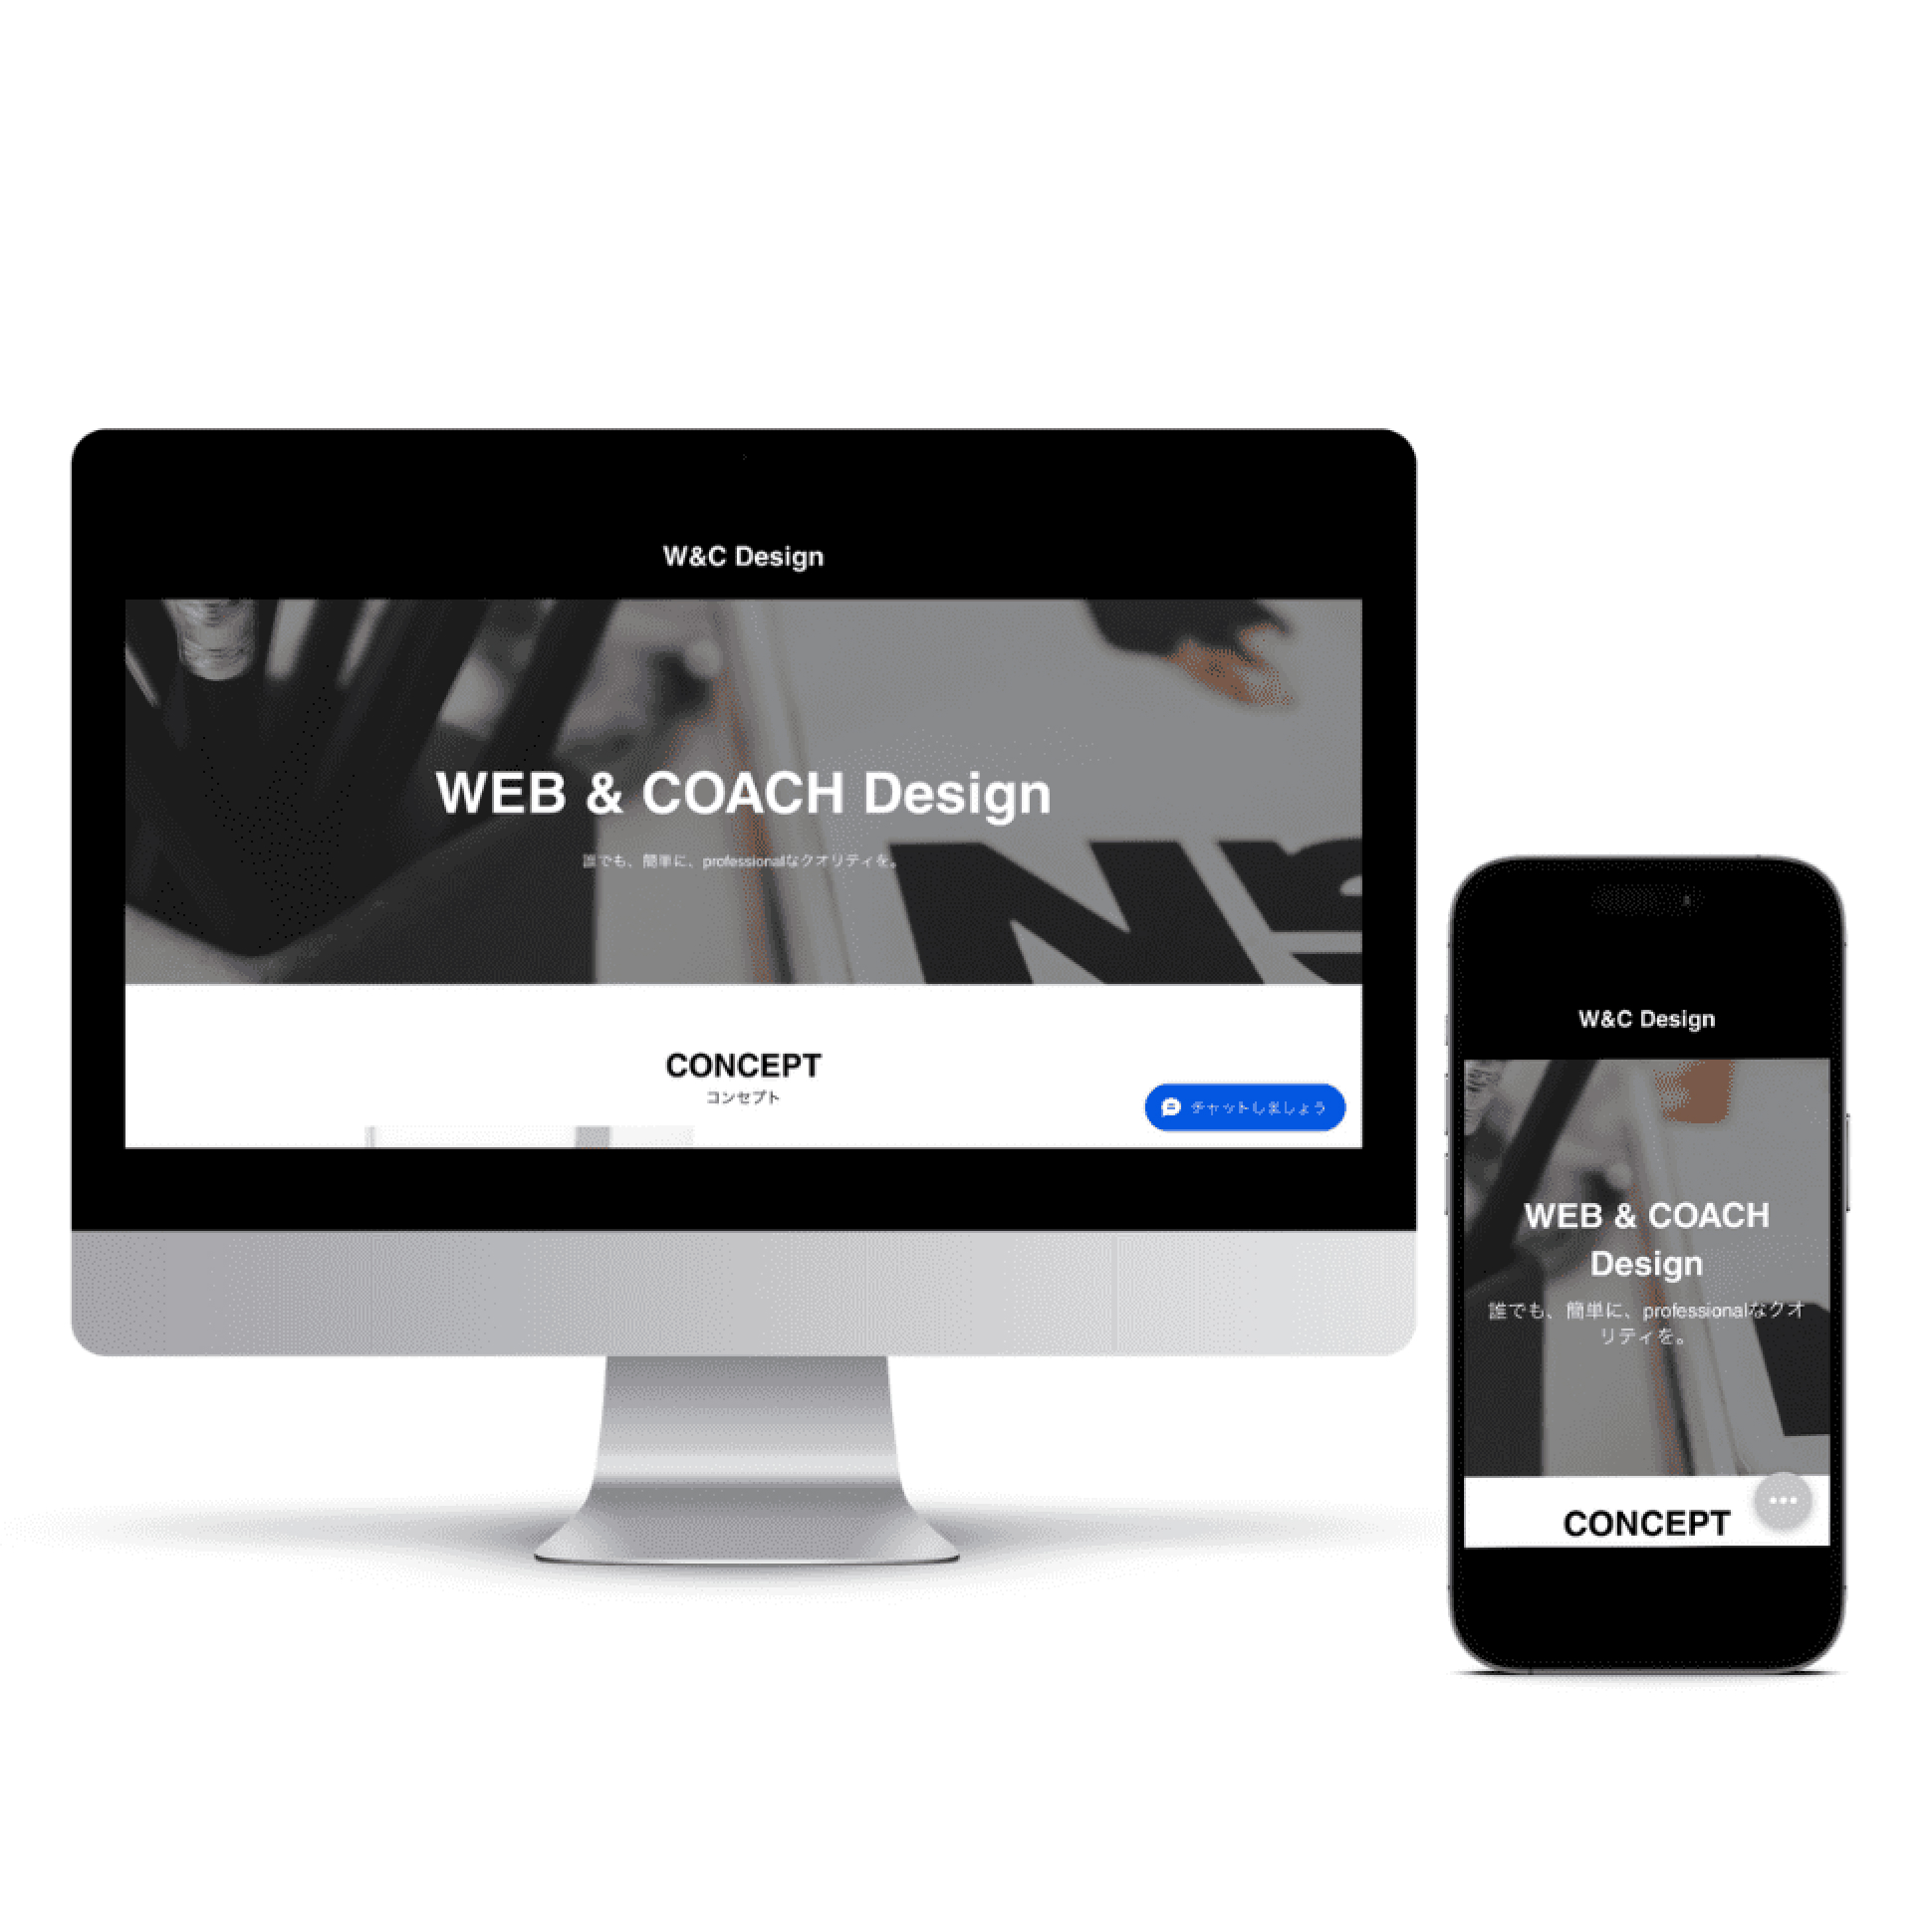 W&C Design
WEB & COACH Design
誰でも、簡単に、professionalなクオリティを。
CONCEPT
コンセプト
チャットしましょう
W&C Design
WEB & COACH
Design
誰でも、簡単に、professionalなクオ
リティを。
CONCEPT